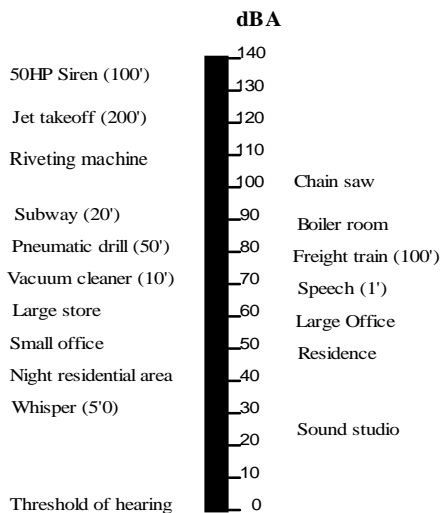 dBA
140
50HP Siren (100')
130
Jet takeoff (200')
120
110
Riveting machine
100
Chain saw
Subway (20')
90
Boiler room
Pneumatic drill (50')
80
Freight train (100')
Vacuum cleaner (10')
70
Speech (1')
Large store
60
Large Office
Small office
50
Residence
Night residential area
40
Whisper (5'0)
30
Sound studio
20
10
Threshold of hearing
0